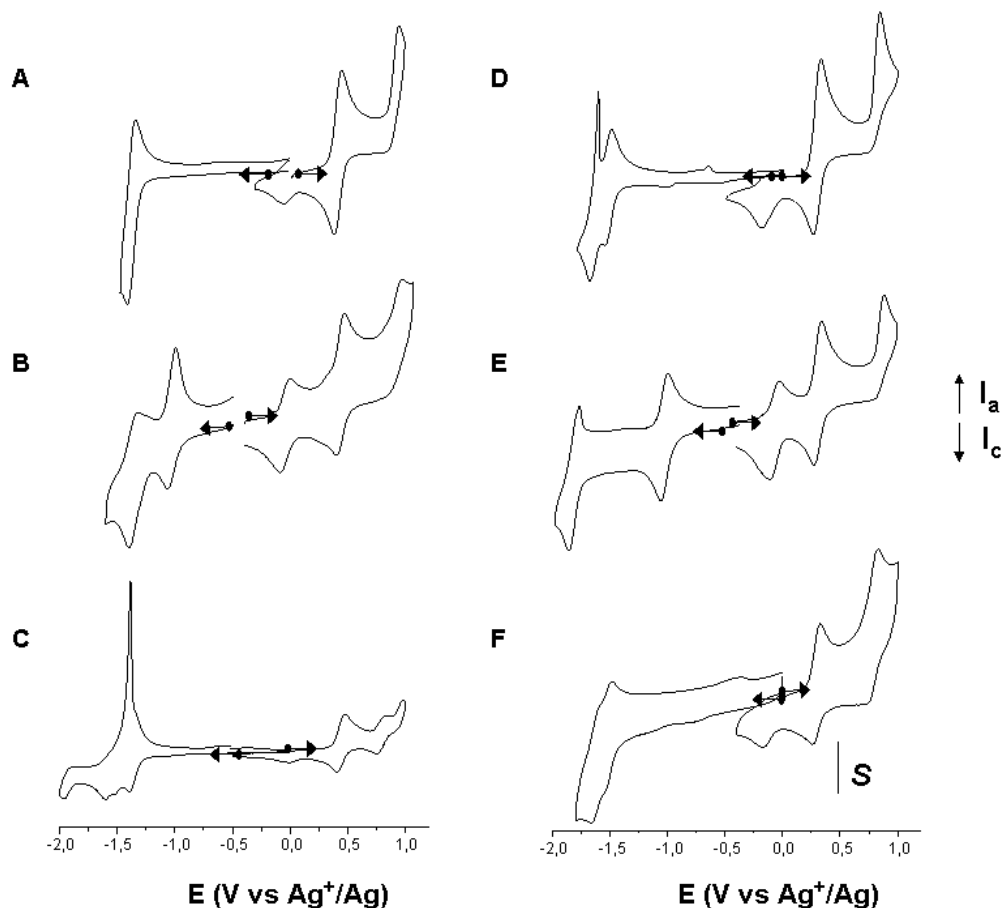 A
D
B
E
Iₐ
I꜀
C
F
S
-2,0 -1,5 -1,0 -0,5 0,0 0,5 1,0
-2,0 -1,5 -1,0 -0,5 0,0 0,5 1,0
E (V vs Ag⁺/Ag)
E (V vs Ag⁺/Ag)